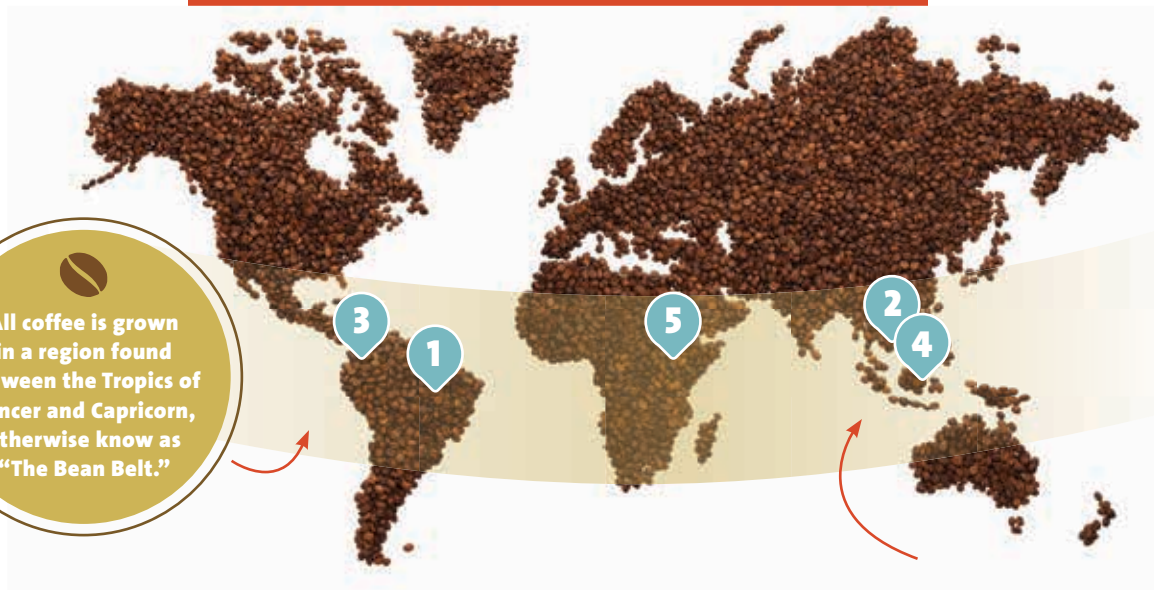 All coffee is grown
in a region found
ween the Tropics of
ncer and Capricorn,
therwise know as
“The Bean Belt.”
3
1
5
2
4